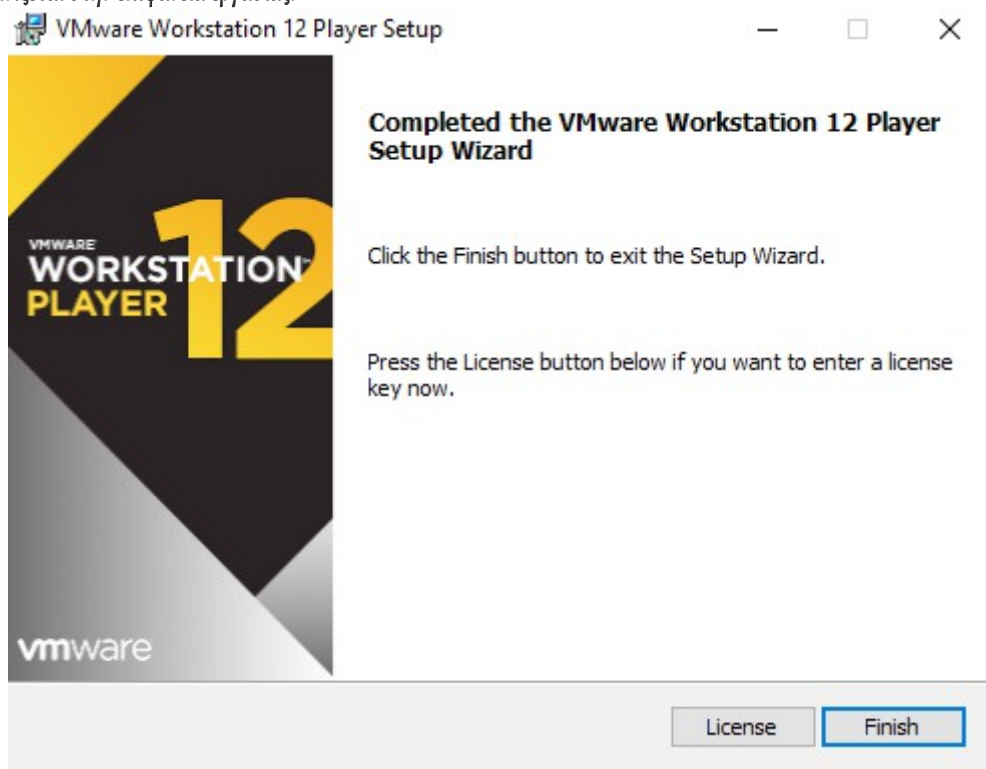 VMware Workstation 12 Player Setup
Completed the VMware Workstation 12 Player
Setup Wizard
Click the Finish button to exit the Setup Wizard.
Press the License button below if you want to enter a license
key now.
VMWARE
WORKSTATION™
PLAYER
12
vmware
License
Finish